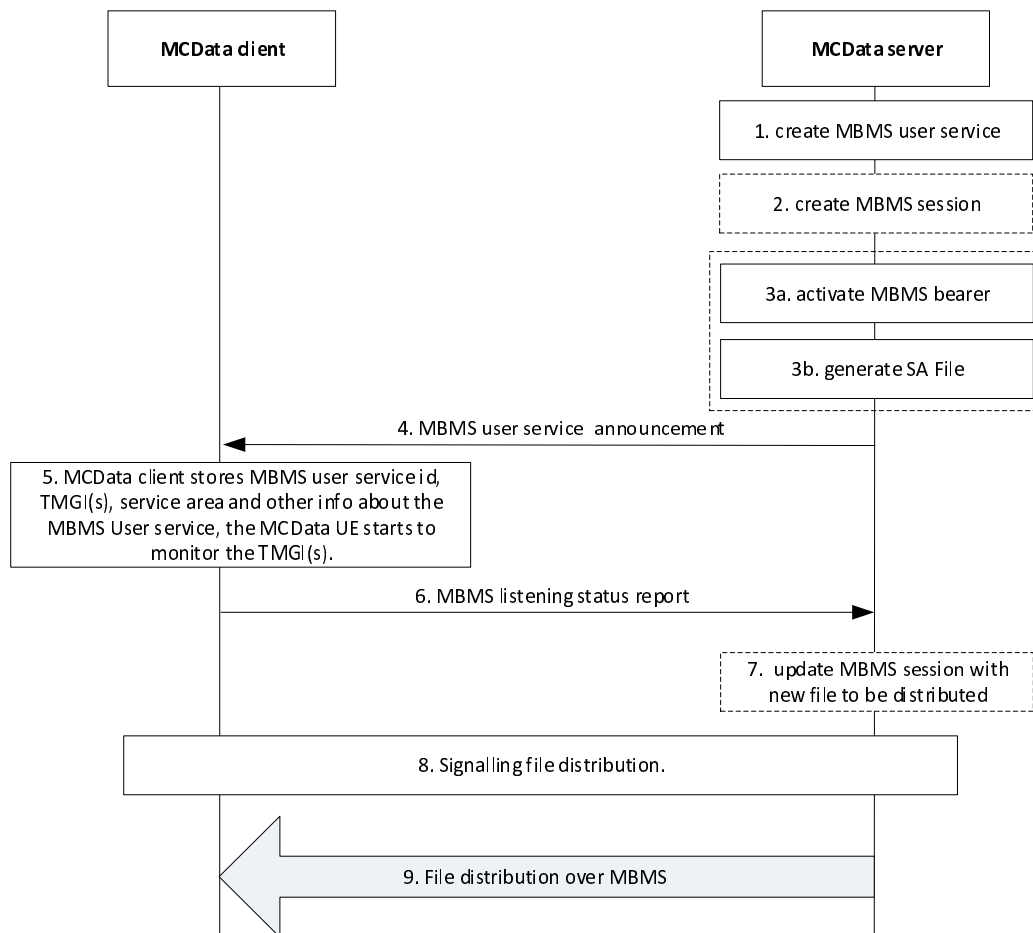 MCData client
MCData server
1. create MBMS user service
2. create MBMS session
3a. activate MBMS bearer
3b. generate SA File
4. MBMS user service announcement
5. MCData client stores MBMS user service id,
TMGI(s), service area and other info about the
MBMS User service, the MCData UE starts to
monitor the TMGI(s).
6. MBMS listening status report
7. update MBMS session with
new file to be distributed
8. Signalling file distribution.
9. File distribution over MBMS